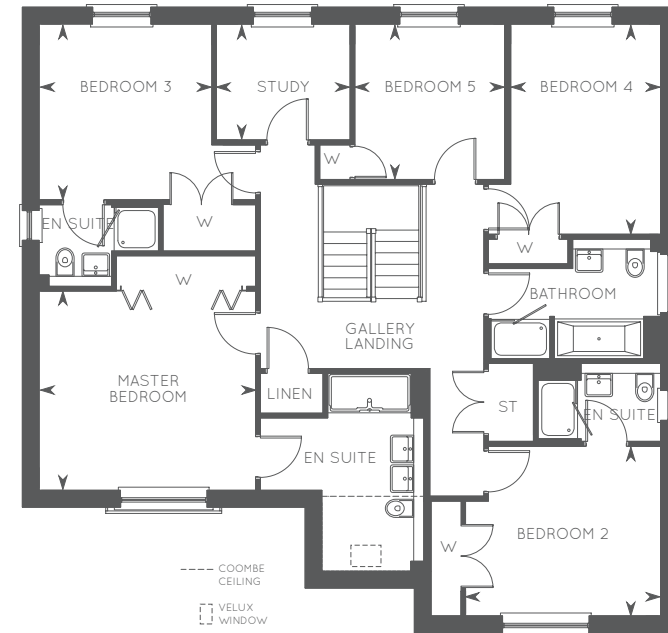 BEDROOM 3
STUDY
BEDROOM 5
BEDROOM 4
W
EN SUITE
W
W
W
BATHROOM
GALLERY
LANDING
MASTER
BEDROOM
LINEN
ST
EN SUITE
EN SUITE
BEDROOM 2
W
COOMBE
CEILING
VELUX
WINDOW